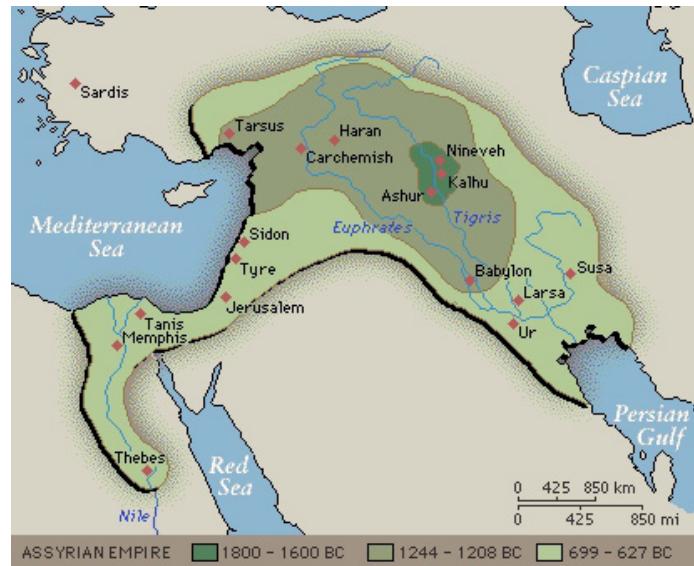 Caspian
Sea
Sardis
Tarsus
Haran
Carchemish
Nineveh
Kalhu
Ashur
Tigris
Euphrates
Mediterranean
Sea
Sidon
Tyre
Jerusalem
Babylon
Susa
Larsa
Ur
Tanis
Memphis
Persian
Gulf
Thebes
Red
Sea
Nile
0 425 850 km
0 425 850 mi
ASSYRIAN EMPIRE 1800 - 1600 BC 1244 - 1208 BC 699 - 627 BC